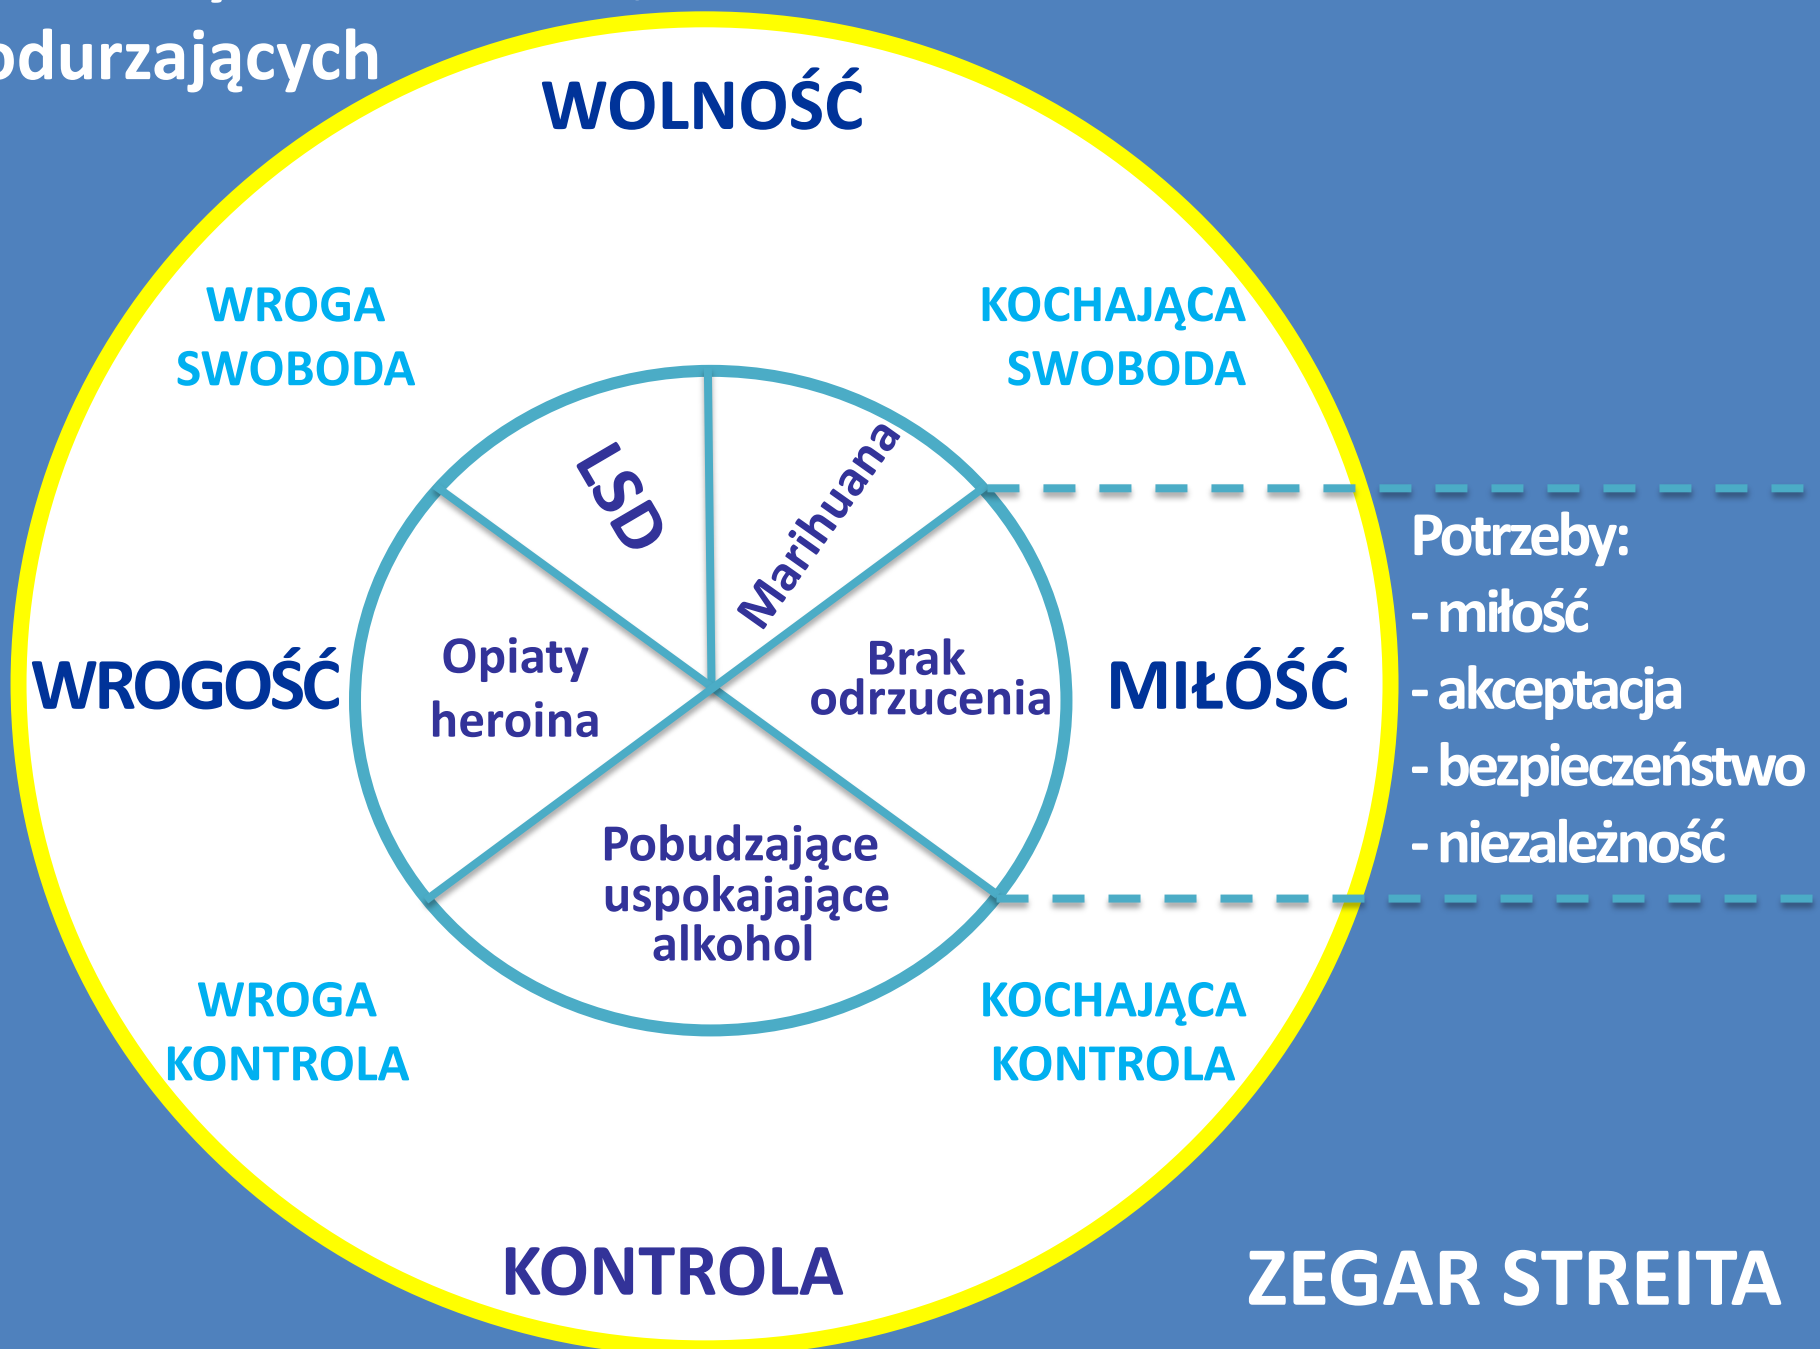 odurzających
WOLNOŚĆ
WROGA
SWOBODA
KOCHAJĄCA
SWOBODA
LSD
Marihuana
Opiaty
heroina
Brak
odrzucenia
WROGOŚĆ
MIŁÓŚĆ
Potrzeby:
- miłość
- akceptacja
- bezpieczeństwo
- niezależność
Pobudzające
uspokajające
alkohol
WROGA
KONTROLA
KOCHAJĄCA
KONTROLA
KONTROLA
ZEGAR STREITA